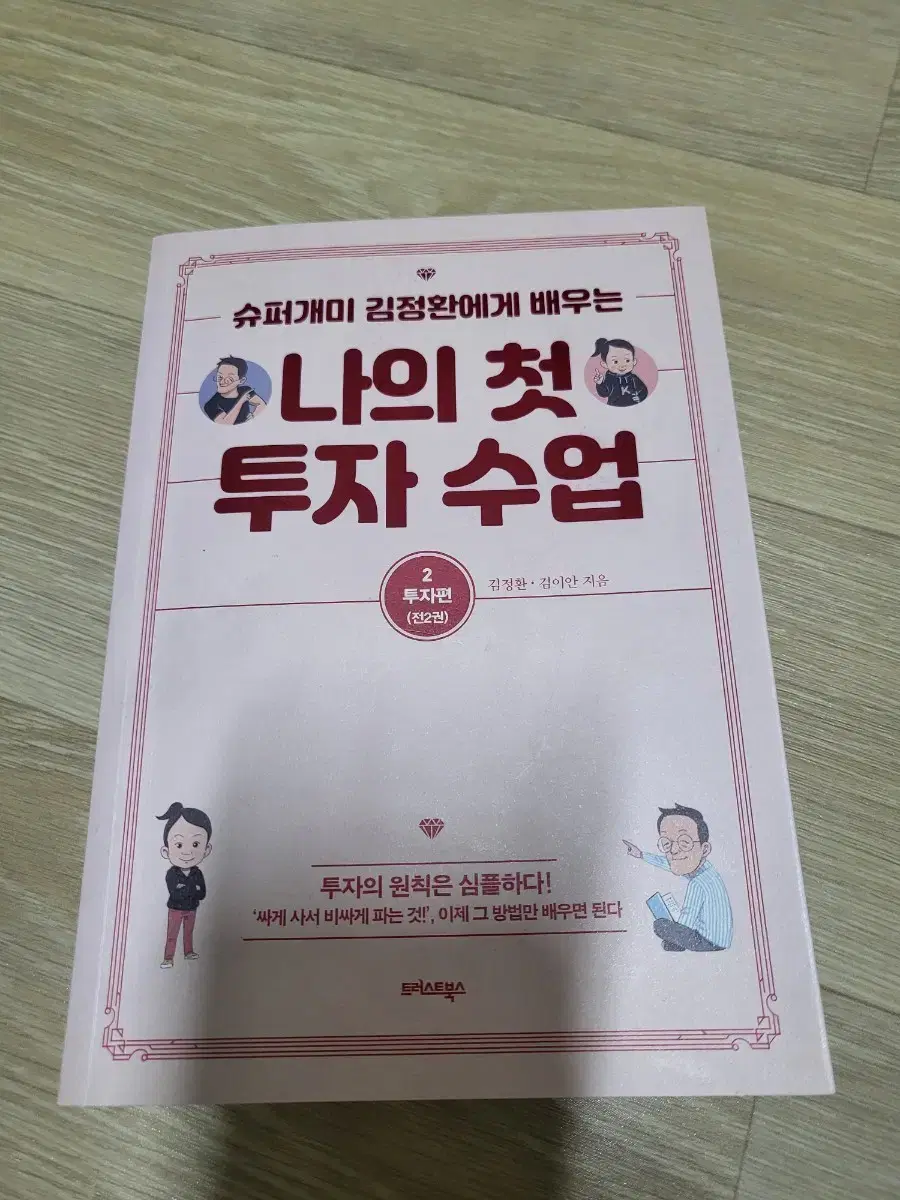 슈퍼개미 김정환에게 배우는
나의 첫
투자 수업
2
투자편
(전2권)
김정환·김이안 지음
투자의 원칙은 심플하다!
'싸게 사서 비싸게 파는 것!', 이제 그 방법만 배우면 된다
트러스트북스